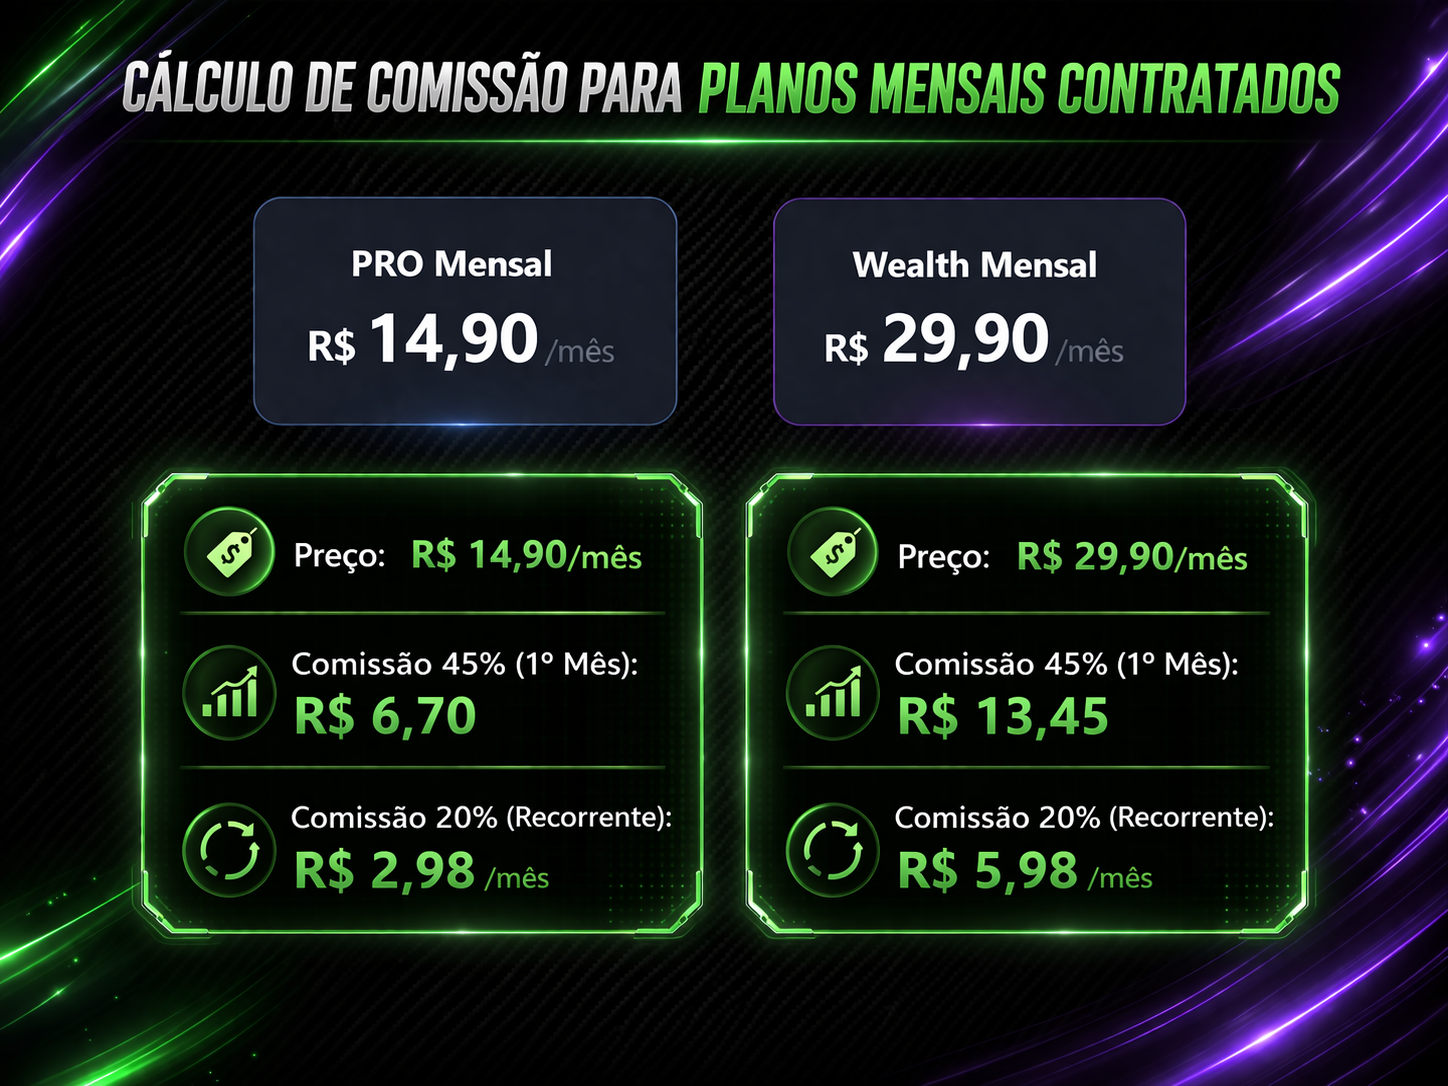 CÁLCULO DE COMISSÃO PARA PLANOS MENSAIS CONTRATADOS
PRO Mensal
R$ 14,90 /mês
Wealth Mensal
R$ 29,90 /mês
Preço: R$ 14,90/mês
Comissão 45% (1º Mês):
R$ 6,70
Comissão 20% (Recorrente):
R$ 2,98 /mês
Preço: R$ 29,90/mês
Comissão 45% (1º Mês):
R$ 13,45
Comissão 20% (Recorrente):
R$ 5,98 /mês